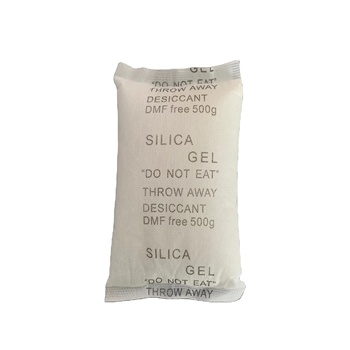 GEL
"DO NOT EAT"
THROW AWAY
DESICCANT
DMF free 500g
SILICA
GEL
"DO NOT EAT"
THROW AWAY
DESICCANT
DMF free 500g
SILICA
GEL
"DO NOT EAT"
THROW AWAY